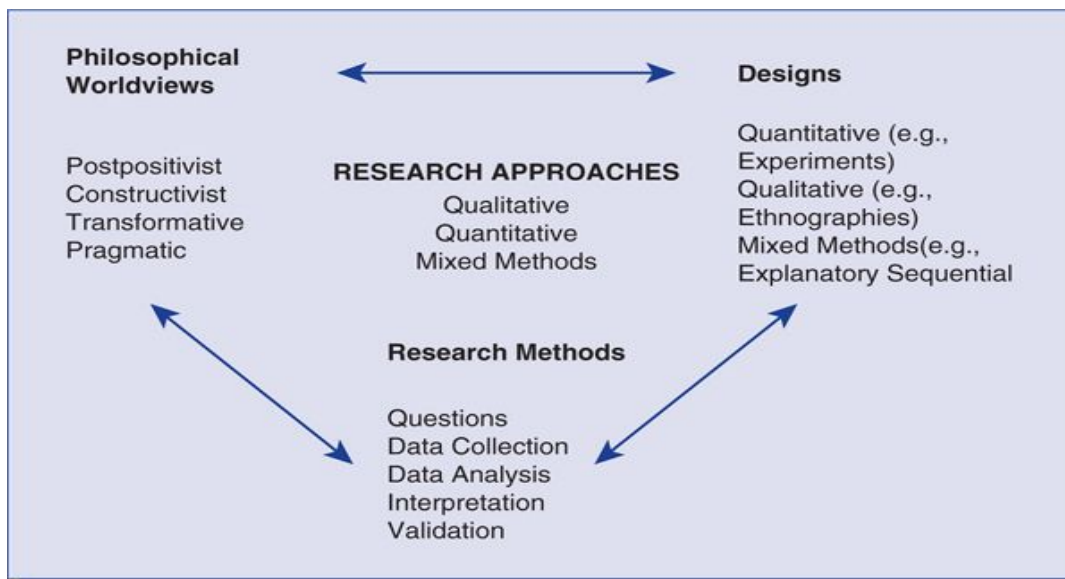 Philosophical
Worldviews
Postpositivist
Constructivist
Transformative
Pragmatic
RESEARCH APPROACHES
Qualitative
Quantitative
Mixed Methods
Designs
Quantitative (e.g.,
Experiments)
Qualitative (e.g.,
Ethnographies)
Mixed Methods(e.g.,
Explanatory Sequential
Research Methods
Questions
Data Collection
Data Analysis
Interpretation
Validation